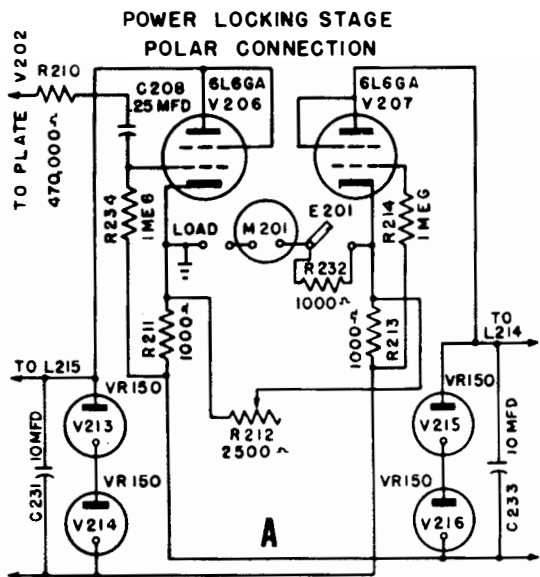 POWER LOCKING STAGE
POLAR CONNECTION
TO PLATE V202
R210
470,000~
C208
.25MFD
6L6GA
V206
6L6GA
V207
R234
1MEG
LOAD
M201
E201
R214
1MEG
R232
1000~
R211
1000~
1000~
R213
TO L215
TO
L214
R212
2500~
VR150
V213
VR150
V214
10MFD
C231
VR150
V215
VR150
V216
10MFD
C233
A